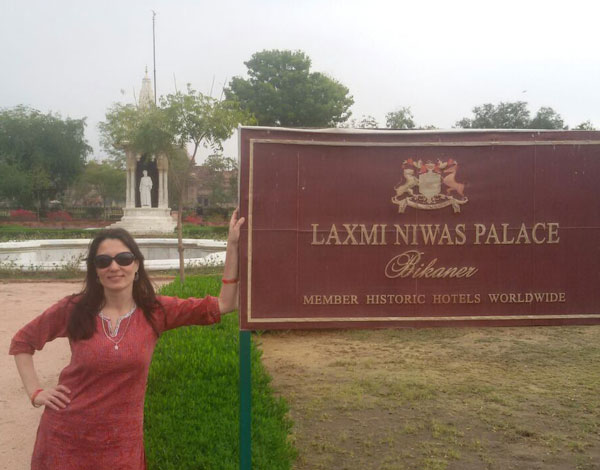 LAXMI NIWAS PALACE
Bikaner
MEMBER HISTORIC HOTELS WORLDWIDE